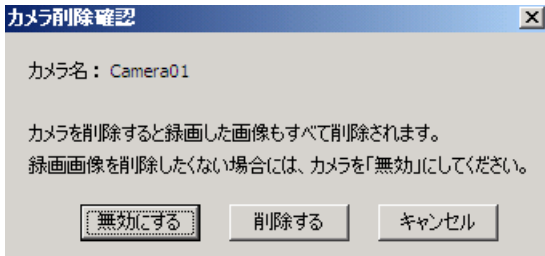 カメラ削除確認
カメラ名： Camera01
カメラを削除すると録画した画像もすべて削除されます。
録画画像を削除したくない場合には、カメラを「無効」にしてください。
無効にする 削除する キャンセル